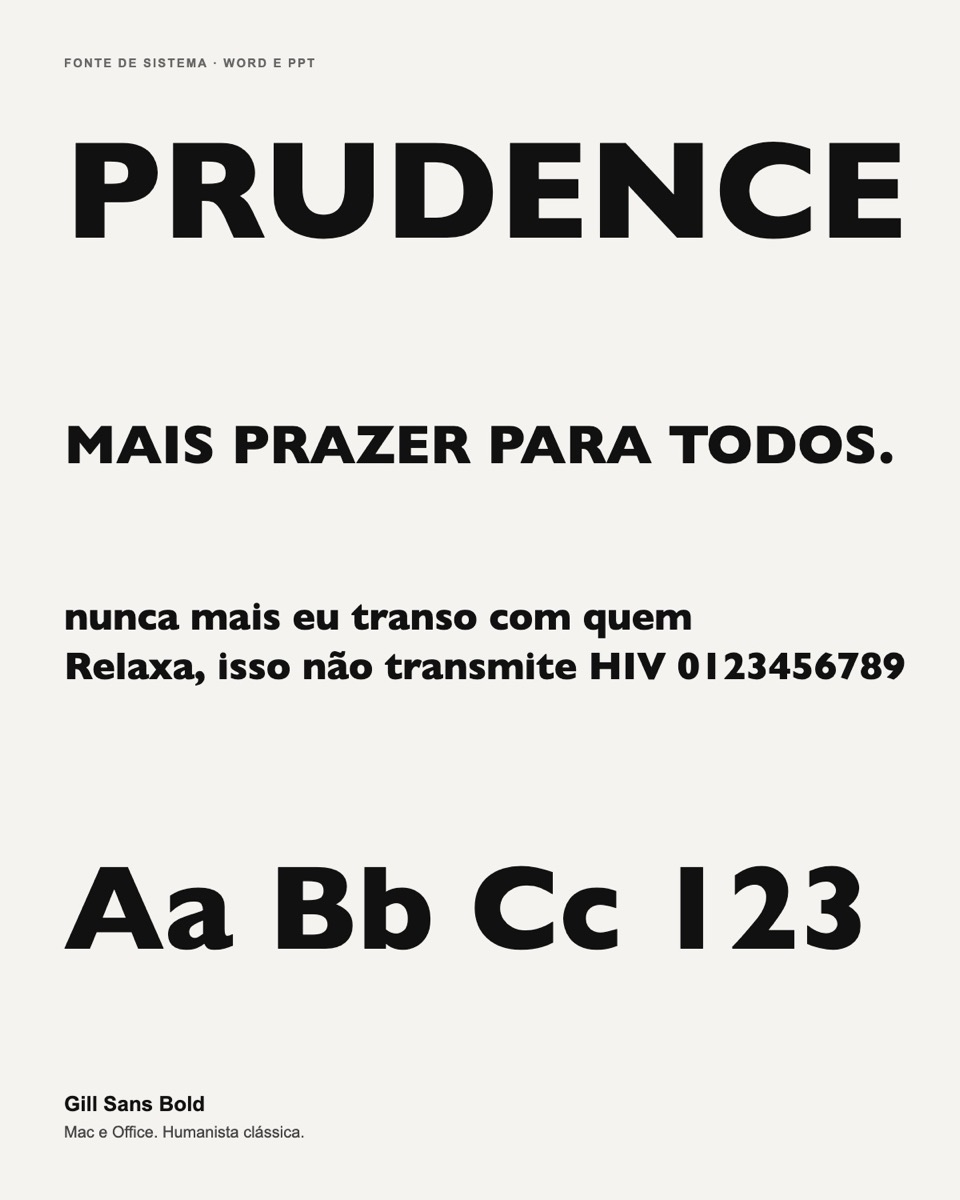 FONTE DE SISTEMA · WORD E PPT
PRUDENCE
MAIS PRAZER PARA TODOS.
nunca mais eu transo com quem
Relaxa, isso não transmite HIV 0123456789
Aa Bb Cc 123
Gill Sans Bold
Mac e Office. Humanista clássica.